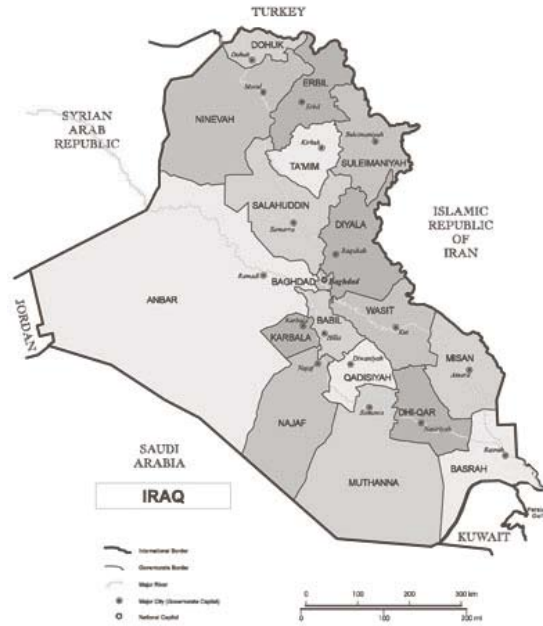 TURKEY
DOHUK
Dohuk
ERBIL
Mosul
Erbil
NINEVAH
SYRIAN
ARAB
REPUBLIC
Kirkuk
Suleimaniyah
TA'MIM
SULEIMANIYAH
SALAHUDDIN
DIYALA
ISLAMIC
REPUBLIC
OF
IRAN
Samarra
Baqubah
Ramadi
BAGHDAD
Baghdad
ANBAR
JORDAN
WASIT
BABIL
Karbala
KARBALA
Hilla
Kut
MISAN
Najaf
Diwaniyah
QADISIYAH
Amara
Samawa
DHI-QAR
NAJAF
Nasiriyah
SAUDI
ARABIA
BASRAH
Basrah
IRAQ
MUTHANNA
KUWAIT
International Border
Governorate Border
Major River
Major City (Governorate Capital)
National Capital
0 100 200 300 km
0 100 200 mi